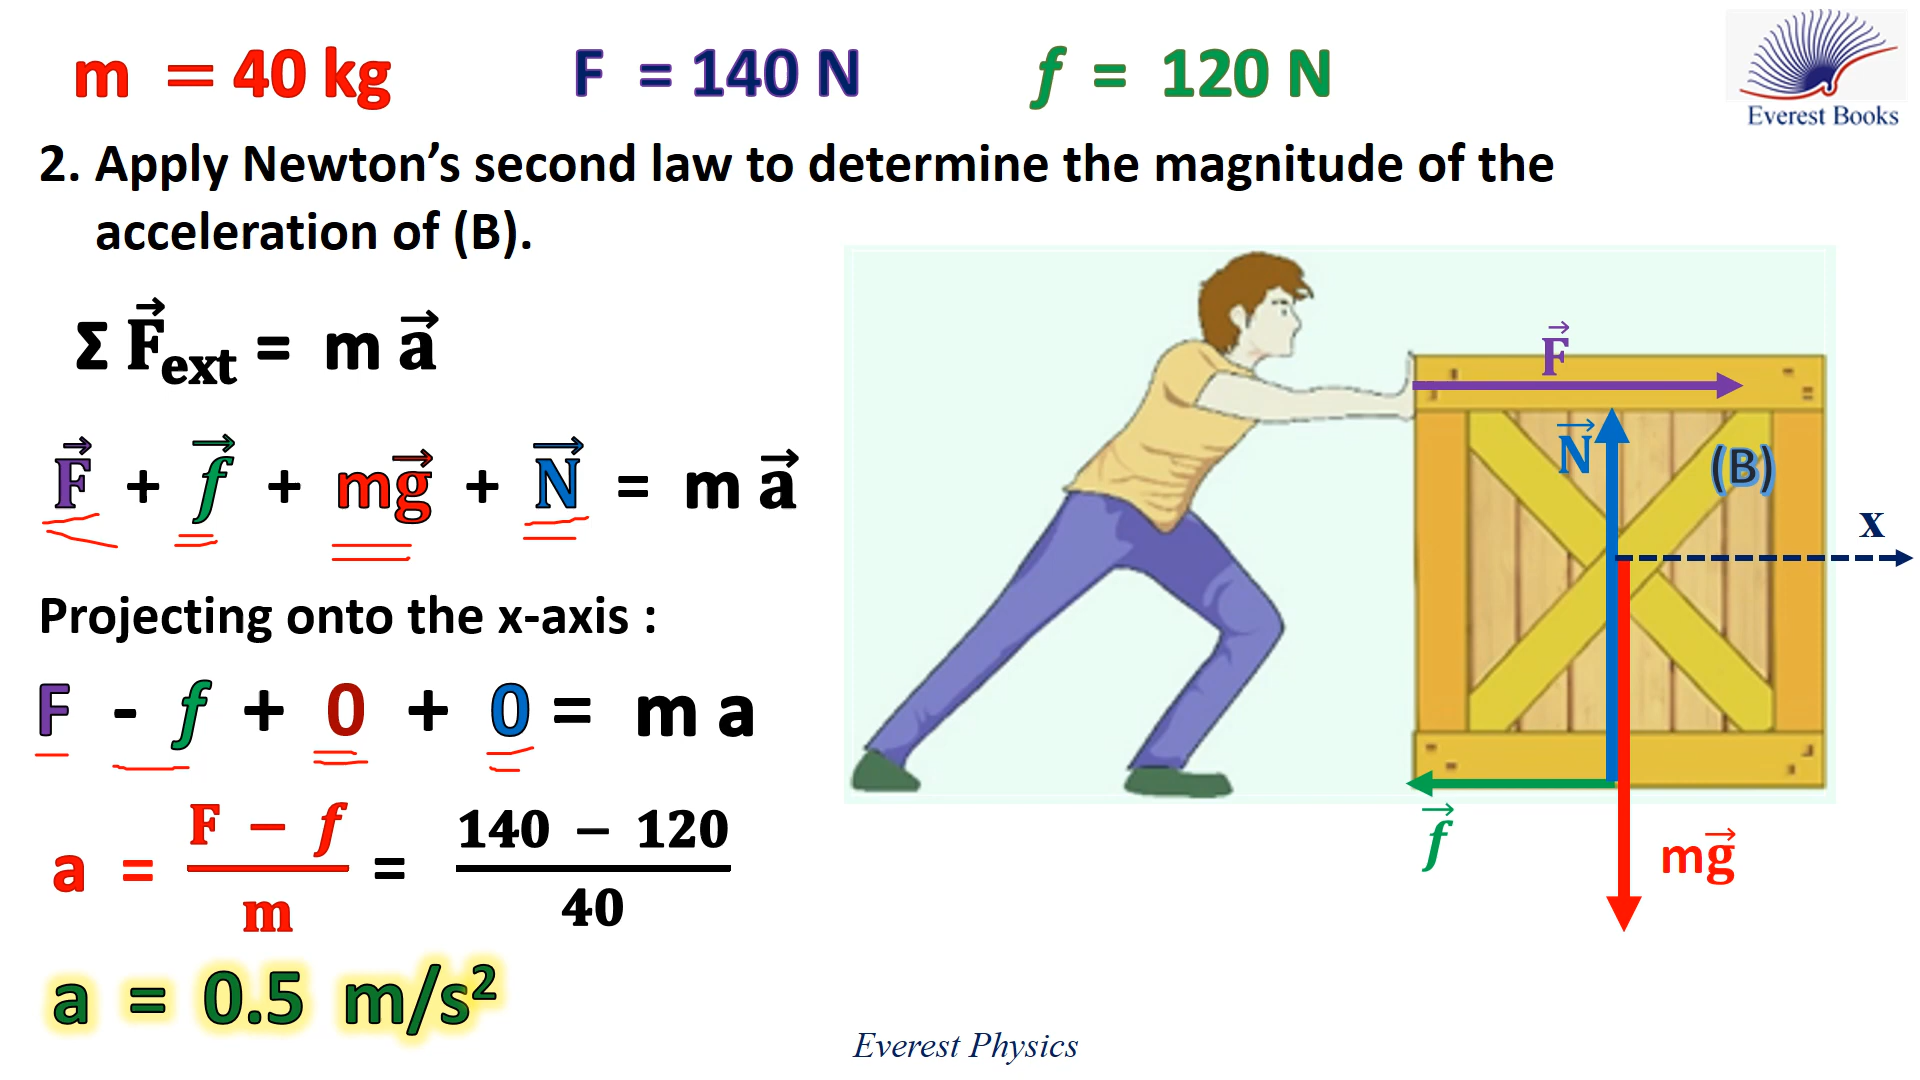 m = 40 kg F = 140 N f = 120 N
Everest Books
2. Apply Newton’s second law to determine the magnitude of the
acceleration of (B).
Σ F⃗ext = m a⃗
F⃗ + f⃗ + mg⃗ + N⃗ = m a⃗
Projecting onto the x-axis :
F - f + 0 + 0 = m a
a = (F − f)/m = (140 − 120)/40
a = 0.5 m/s²
F⃗
N⃗
(B)
x
f⃗
mg⃗
Everest Physics